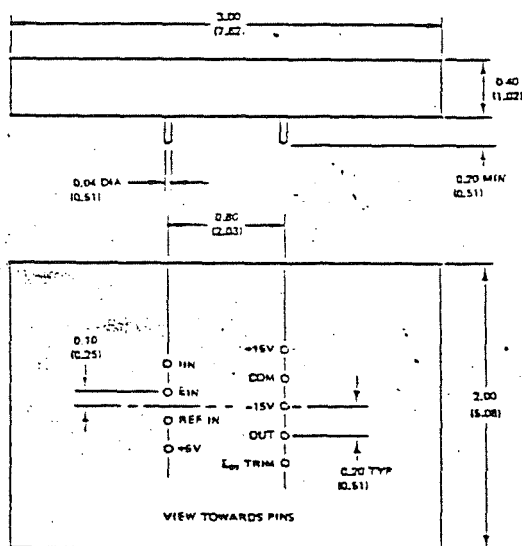 3.00
(7.62)
0.40
(1.02)
0.04 DIA
(0.51)
0.20 MIN
(0.51)
0.80
(2.03)
0.10
(0.25)
IIN
EIN
REF IN
+5V
+15V
COM
-15V
OUT
EOS TRIM
2.00
(5.08)
0.20 TYP
(0.51)
VIEW TOWARDS PINS